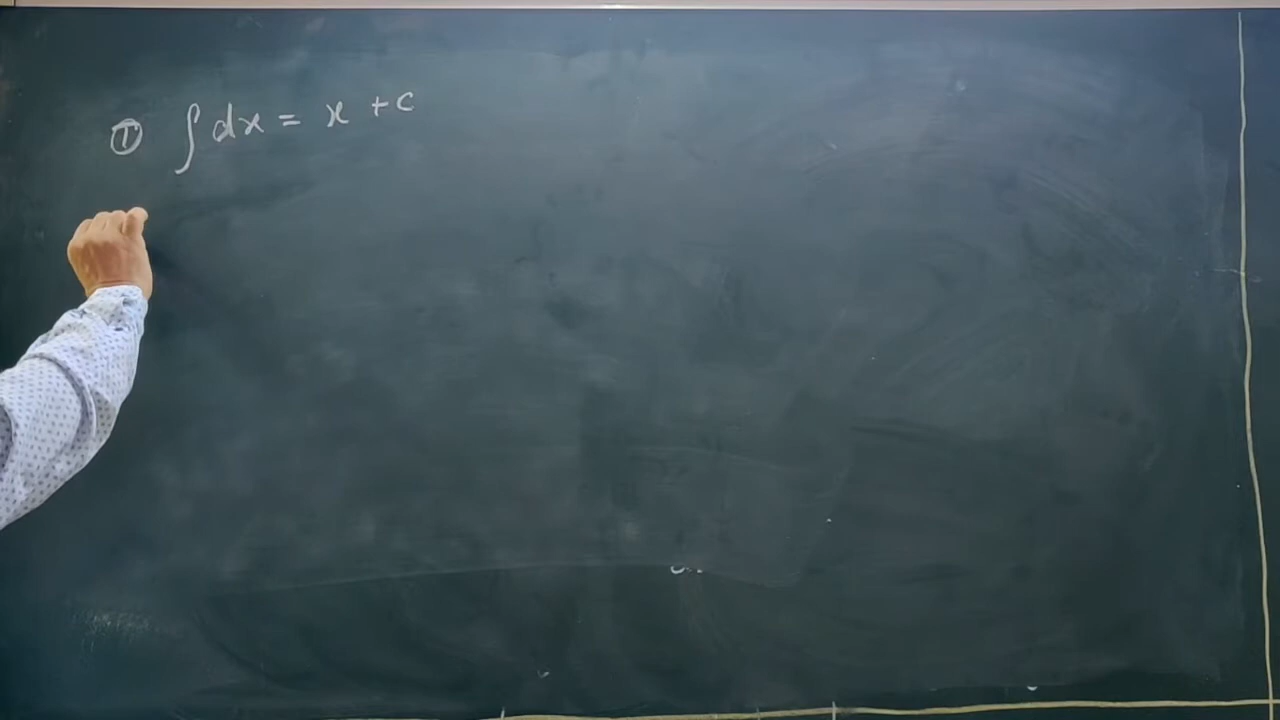 ① ∫dx = x + c